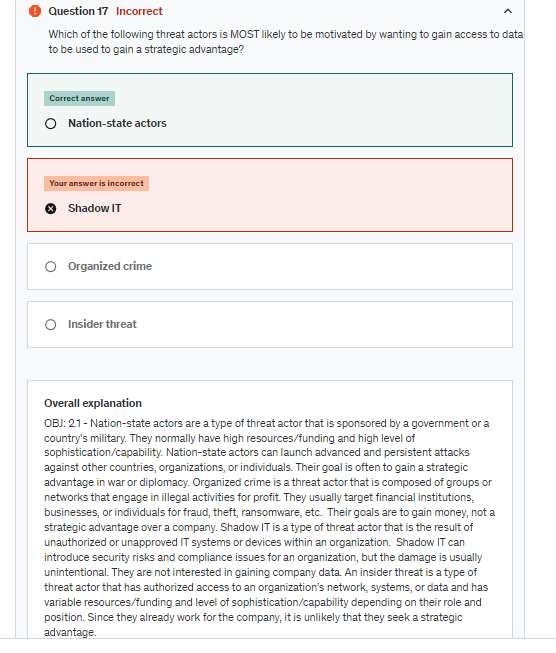 Question 17 Incorrect
Which of the following threat actors is MOST likely to be motivated by wanting to gain access to data
to be used to gain a strategic advantage?
Correct answer
Nation-state actors
Your answer is incorrect
Shadow IT
Organized crime
Insider threat
Overall explanation
OBJ: 2.1 - Nation-state actors are a type of threat actor that is sponsored by a government or a
country's military. They normally have high resources/funding and high level of
sophistication/capability. Nation-state actors can launch advanced and persistent attacks
against other countries, organizations, or individuals. Their goal is often to gain a strategic
advantage in war or diplomacy. Organized crime is a threat actor that is composed of groups or
networks that engage in illegal activities for profit. They usually target financial institutions,
businesses, or individuals for fraud, theft, ransomware, etc. Their goals are to gain money, not a
strategic advantage over a company. Shadow IT is a type of threat actor that is the result of
unauthorized or unapproved IT systems or devices within an organization. Shadow IT can
introduce security risks and compliance issues for an organization, but the damage is usually
unintentional. They are not interested in gaining company data. An insider threat is a type of
threat actor that has authorized access to an organization's network, systems, or data and has
variable resources/funding and level of sophistication/capability depending on their role and
position. Since they already work for the company, it is unlikely that they seek a strategic
advantage.